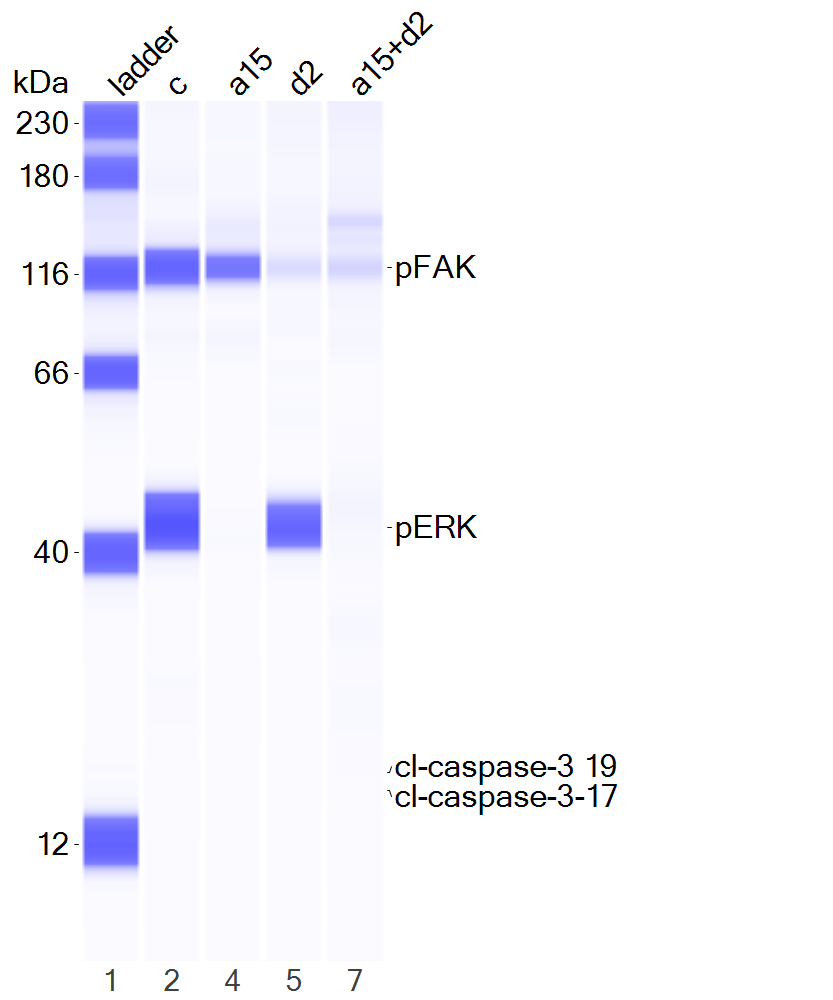 kDa
ladder
c
a15
d2
a15+d2
230
180
116
66
40
12
pFAK
pERK
cl-caspase-3 19
cl-caspase-3-17
1 2 4 5 7